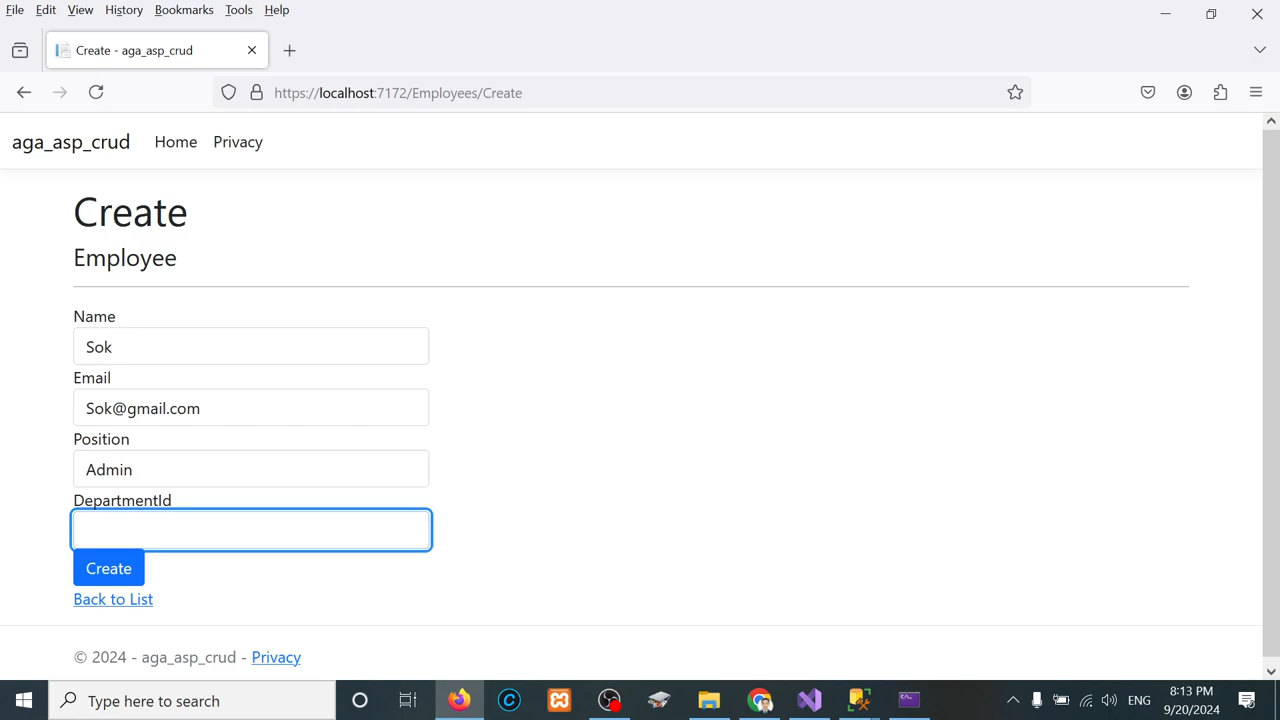 File Edit View History Bookmarks Tools Help
Create - aga_asp_crud
https://localhost:7172/Employees/Create
aga_asp_crud Home Privacy
Create
Employee
Name
Sok
Email
Sok@gmail.com
Position
Admin
DepartmentId
Create
Back to List
© 2024 - aga_asp_crud - Privacy
Type here to search
ENG
8:13 PM
9/20/2024